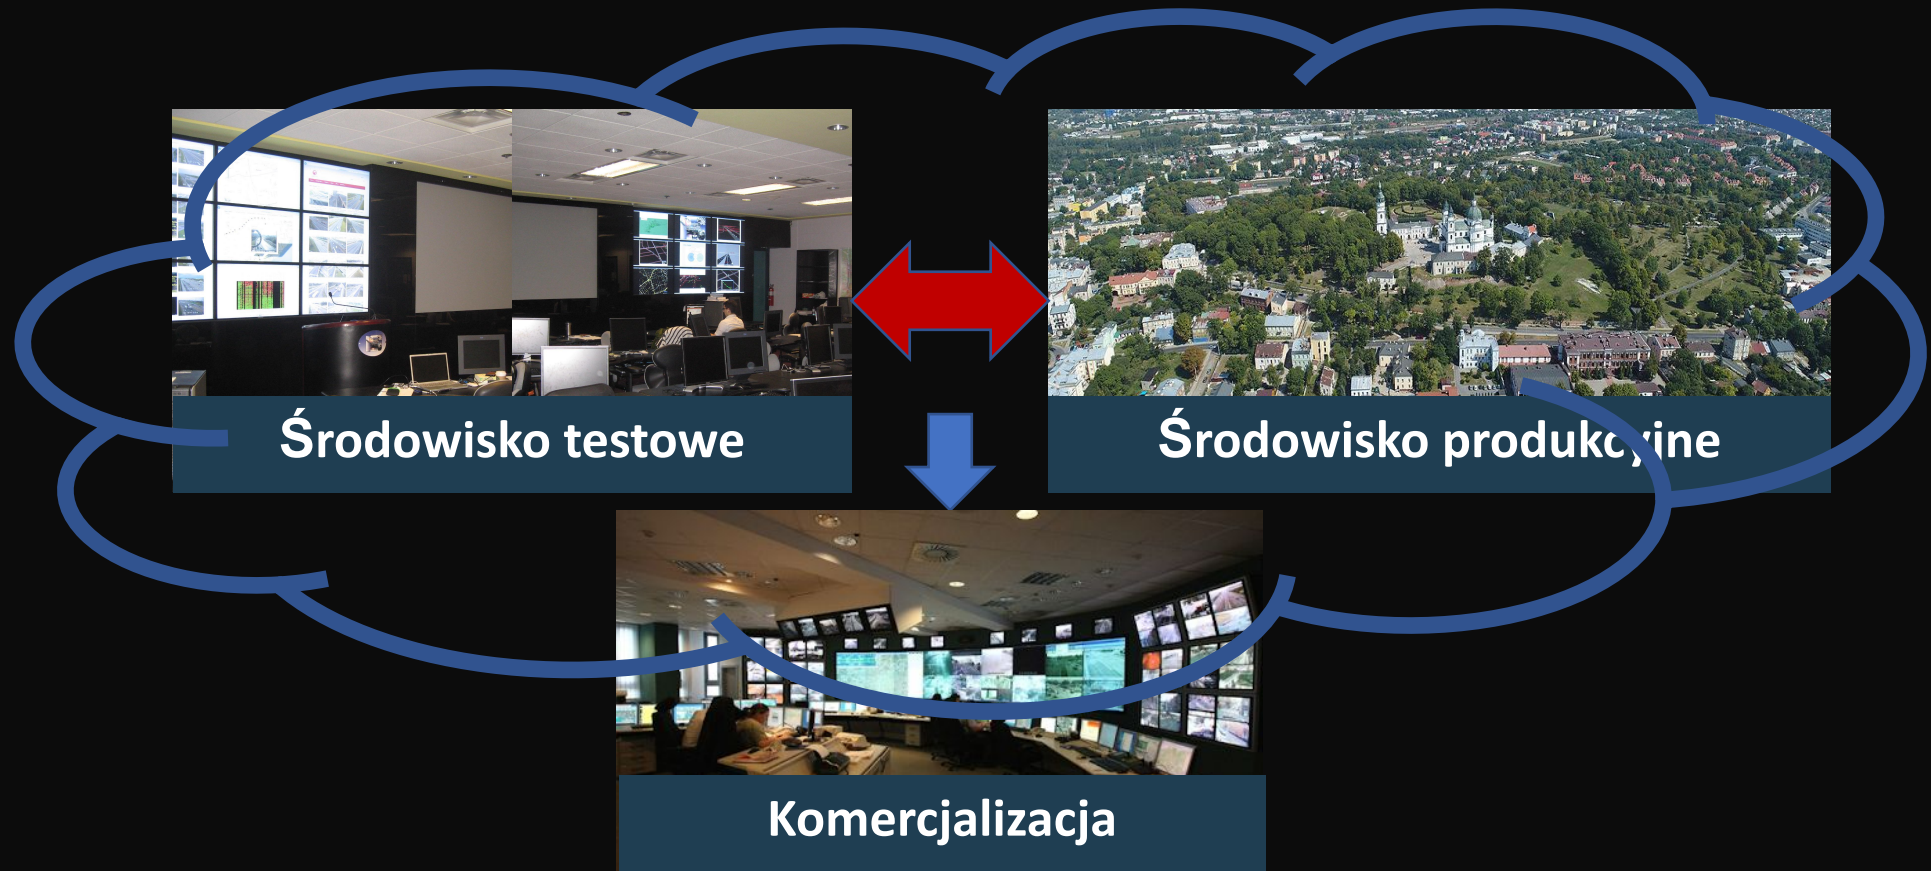 Środowisko testowe
Środowisko produkcyjne
Komercjalizacja